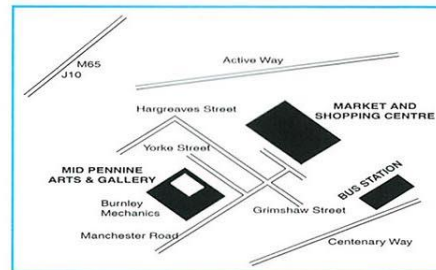 M65
J10
Active Way
Hargreaves Street
MARKET AND
SHOPPING CENTRE
Yorke Street
MID PENNINE
ARTS & GALLERY
BUS STATION
Burnley
Mechanics
Grimshaw Street
Manchester Road
Centenary Way